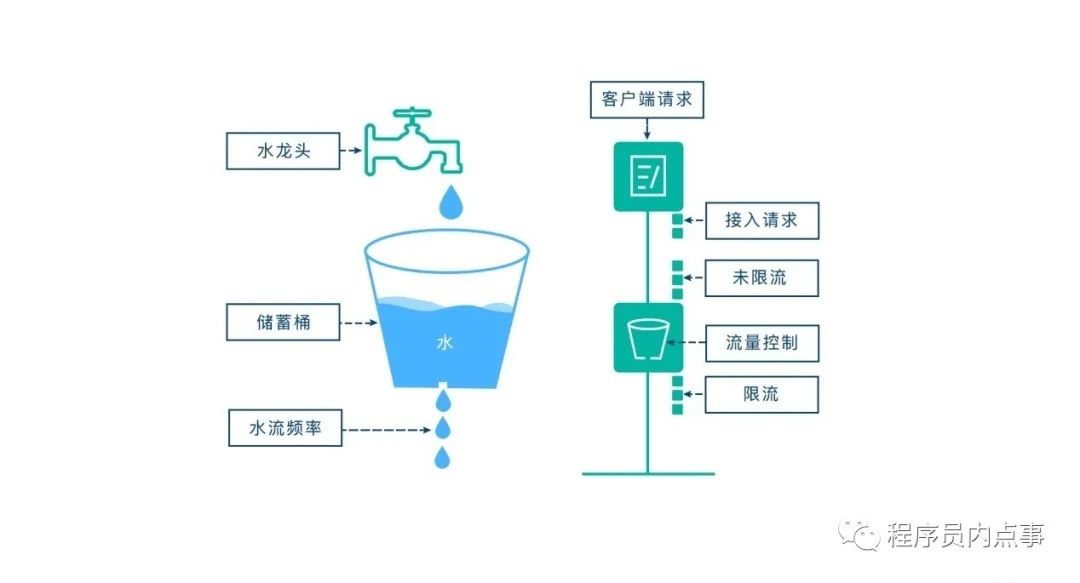 水龙头
储蓄桶
水
水流频率
客户端请求
接入请求
未限流
流量控制
限流
程序员内点事